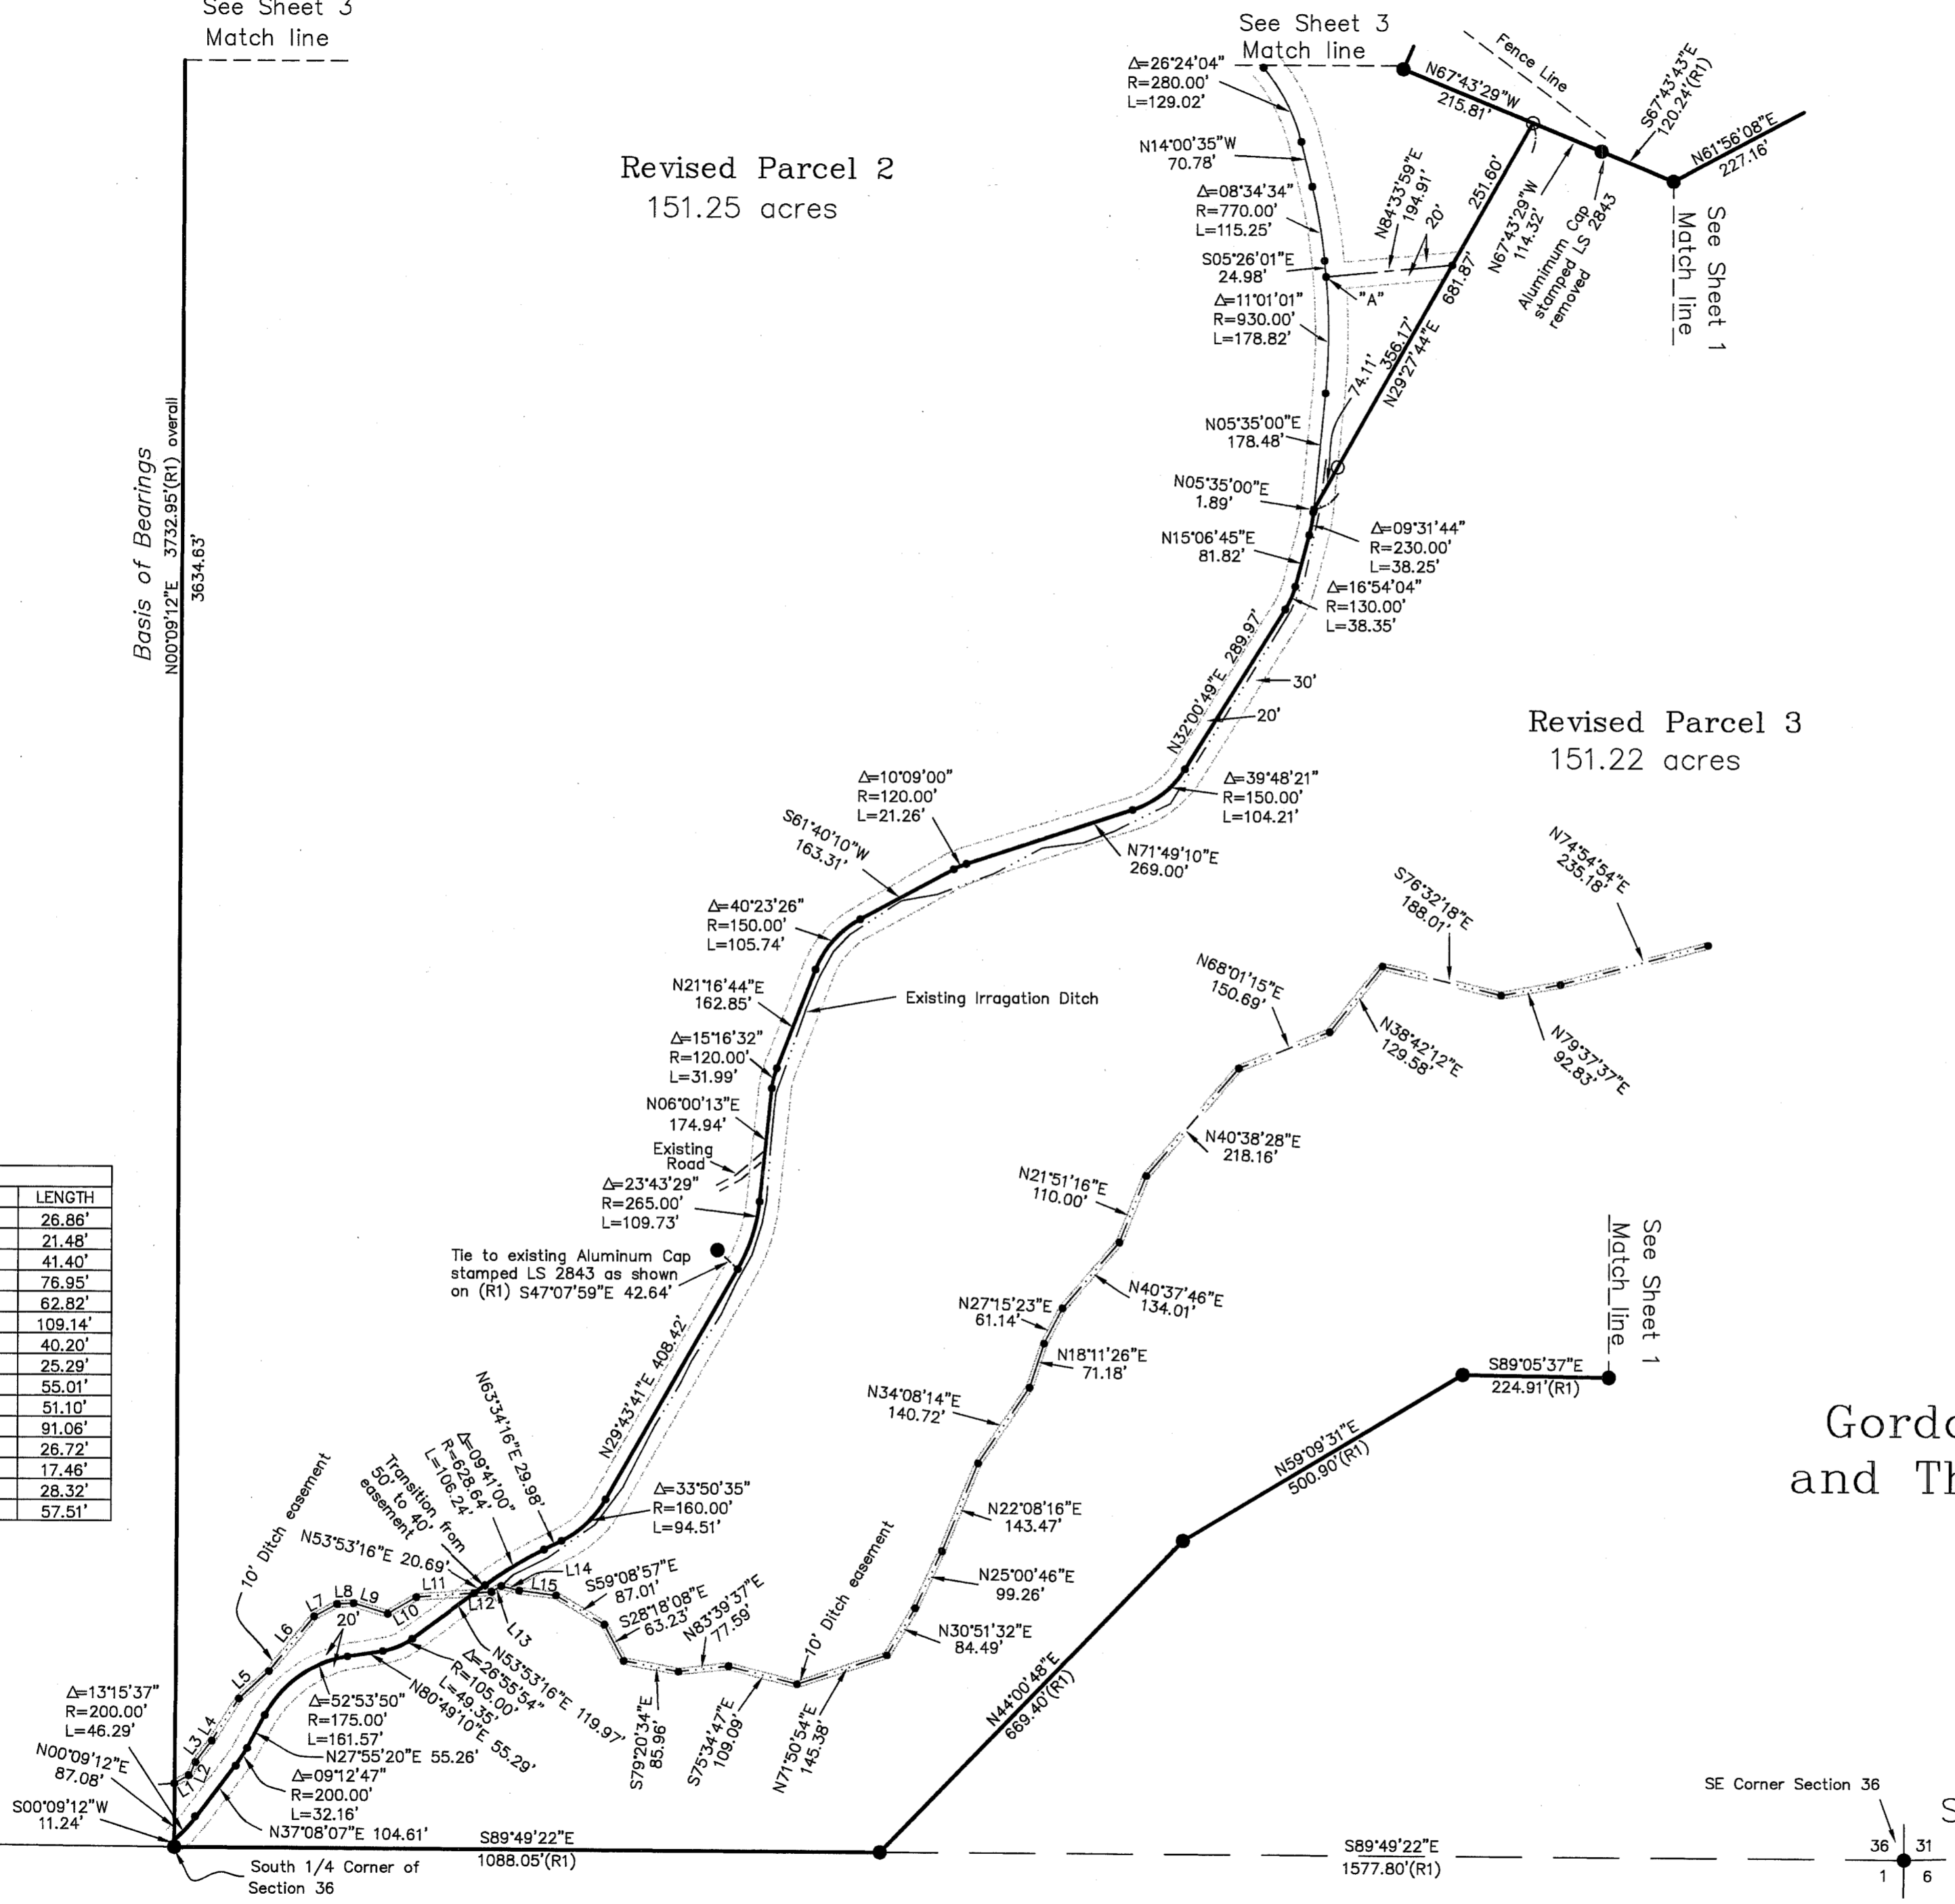 See Sheet 3
Match line
See Sheet 3
Match line
Δ=26°24'04"
R=280.00'
L=129.02'
N14°00'35"W
70.78'
Δ=08°34'34"
R=770.00'
L=115.25'
S05°26'01"E
24.98'
Δ=11°01'01"
R=930.00'
L=178.82'
N05°35'00"E
178.48'
N05°35'00"E
1.89'
N15°06'45"E
81.82'
N67°43'29"W
215.81'
Fence Line
S67°43'43"E
120.24'(R1)
N61°56'08"E
227.16'
N84°33'59"E
194.91'
20'
251.60'
N67°43'29"W
114.32'
Alumimum Cap
stamped LS 2843
removed
See Sheet 1
Match line
"A"
681.87'
74.11'
356.17'
N29°27'44"E
Revised Parcel 2
151.25 acres
Basis of Bearings
N00°09'12"E 3732.95'(R1) overall
3634.63'
Δ=09°31'44"
R=230.00'
L=38.25'
Δ=16°54'04"
R=130.00'
L=38.35'
N32°00'49"E 289.97'
30'
20'
Revised Parcel 3
151.22 acres
Δ=39°48'21"
R=150.00'
L=104.21'
Δ=10°09'00"
R=120.00'
L=21.26'
S61°40'10"W
163.31'
N71°49'10"E
269.00'
Δ=40°23'26"
R=150.00'
L=105.74'
N21°16'44"E
162.85'
Existing Irragation Ditch
Δ=15°16'32"
R=120.00'
L=31.99'
N06°00'13"E
174.94'
Existing
Road
Δ=23°43'29"
R=265.00'
L=109.73'
Tie to existing Aluminum Cap
stamped LS 2843 as shown
on (R1) S47°07'59"E 42.64'
N74°54'54"E
235.18'
S76°32'18"E
188.01'
N68°01'15"E
150.69'
N38°42'12"E
129.58'
N79°37'37"E
92.83'
N40°38'28"E
218.16'
N21°51'16"E
110.00'
N40°37'46"E
134.01'
N27°15'23"E
61.14'
N18°11'26"E
71.18'
N34°08'14"E
140.72'
N22°08'16"E
143.47'
N25°00'46"E
99.26'
N30°51'32"E
84.49'
LENGTH
26.86'
21.48'
41.40'
76.95'
62.82'
109.14'
40.20'
25.29'
55.01'
51.10'
91.06'
26.72'
17.46'
28.32'
57.51'
N29°43'41"E 408.42'
N63°34'16"E 29.98'
Δ=09°41'00"
R=628.64'
L=106.24'
Transition from
50' to 40'
easement
N53°53'16"E 20.69'
Δ=33°50'35"
R=160.00'
L=94.51'
10' Ditch easement
L1
L2
L3
L4
L5
L6
L7
L8
L9
L10
L11
L12
L13
L14
L15
20'
S59°08'57"E
87.01'
S28°18'08"E
63.23'
N83°39'37"E
77.59'
10' Ditch easement
S79°20'34"E
85.96'
S75°34'47"E
109.09'
N71°50'54"E
145.38'
N53°53'16"E 119.97'
Δ=26°55'54"
R=105.00'
L=49.35'
N80°49'10"E 55.29'
Δ=52°53'50"
R=175.00'
L=161.57'
N27°55'20"E 55.26'
Δ=09°12'47"
R=200.00'
L=32.16'
N37°08'07"E 104.61'
Δ=13°15'37"
R=200.00'
L=46.29'
N00°09'12"E
87.08'
S00°09'12"W
11.24'
South 1/4 Corner of
Section 36
S89°49'22"E
1088.05'(R1)
N44°00'48"E
669.40'(R1)
N59°09'31"E
500.90'(R1)
S89°05'37"E
224.91'(R1)
See Sheet 1
Match line
Gordo
and Th
S89°49'22"E
1577.80'(R1)
SE Corner Section 36
S
36 31
1 6